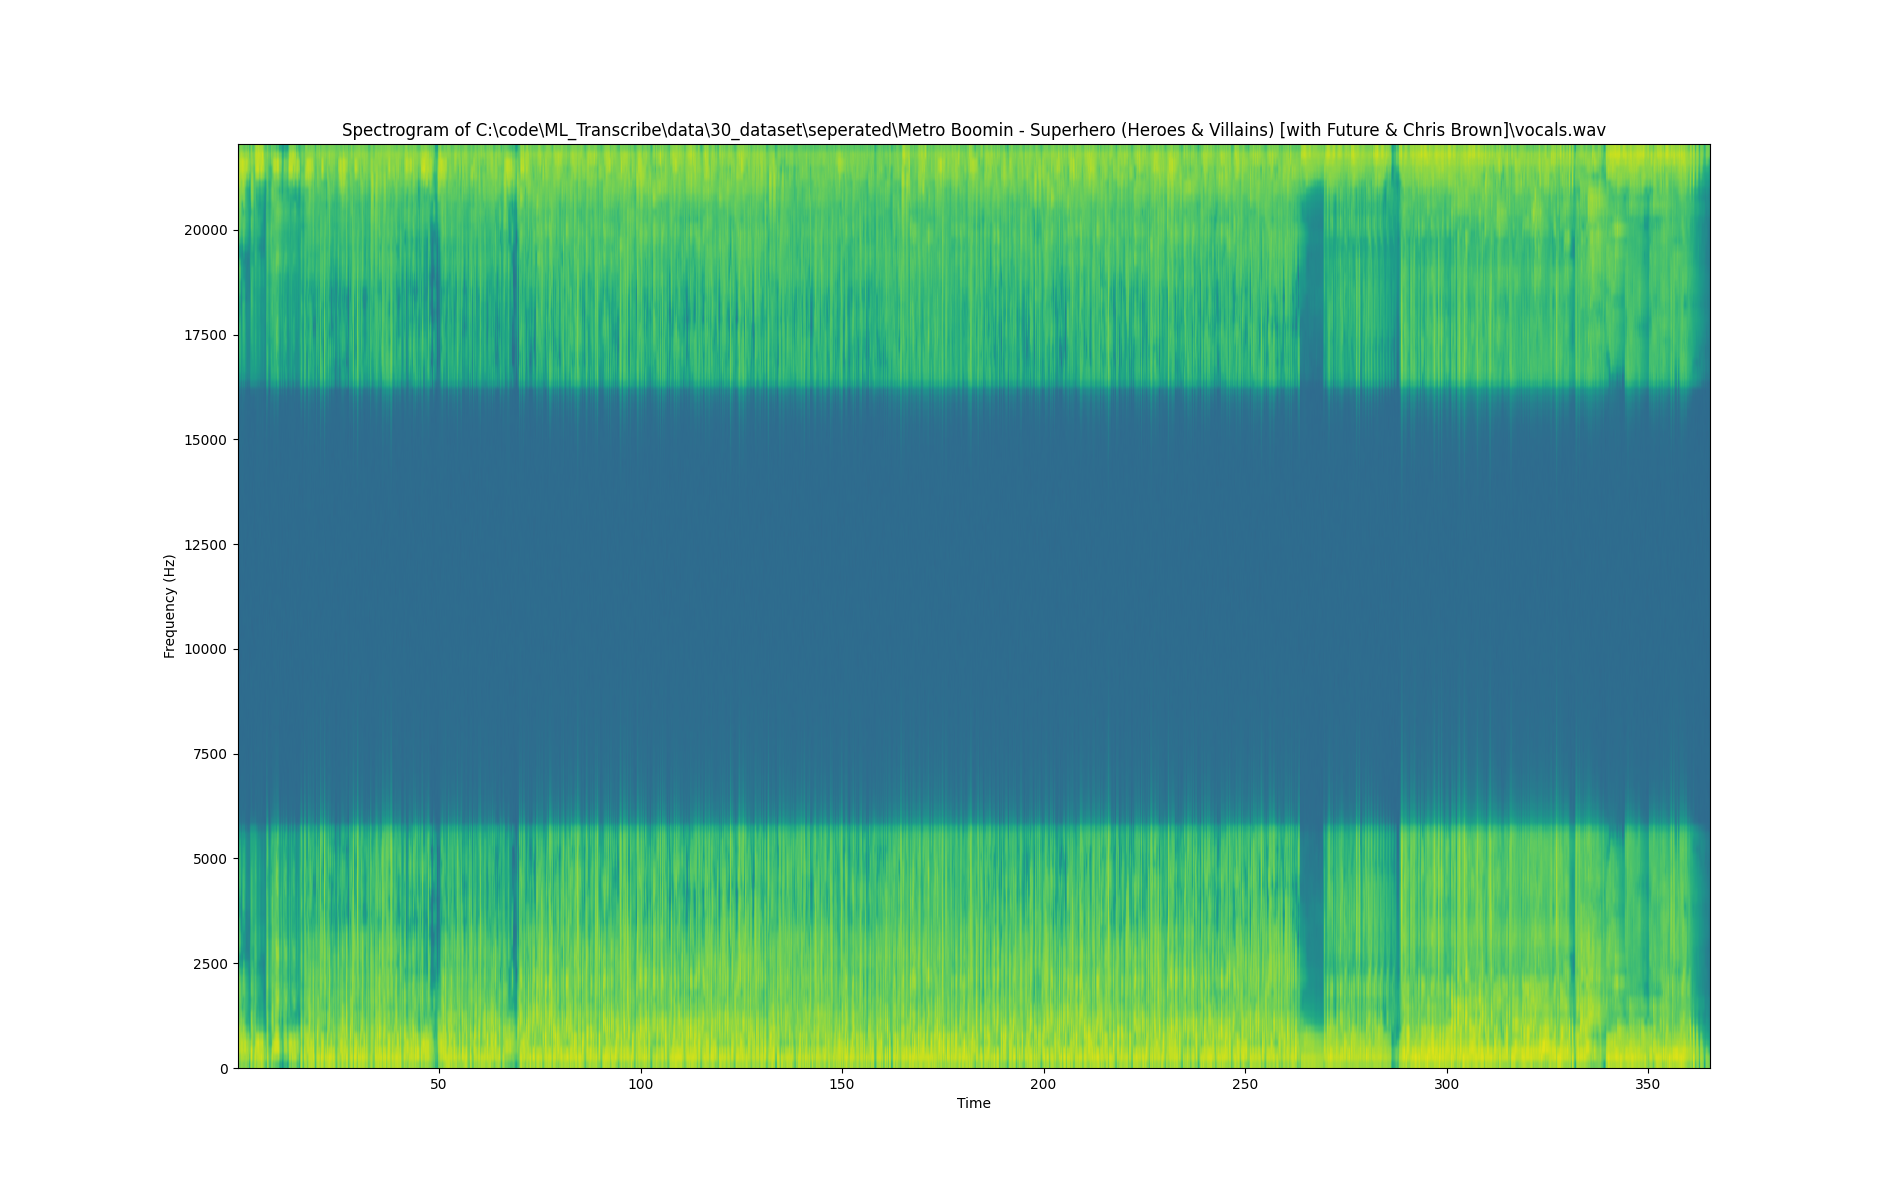 Spectrogram of C:\code\ML_Transcribe\data\30_dataset\seperated\Metro Boomin - Superhero (Heroes & Villains) [with Future & Chris Brown]\vocals.wav
20000
17500
15000
12500
10000
7500
5000
2500
0
Frequency (Hz)
50 100 150 200 250 300 350
Time